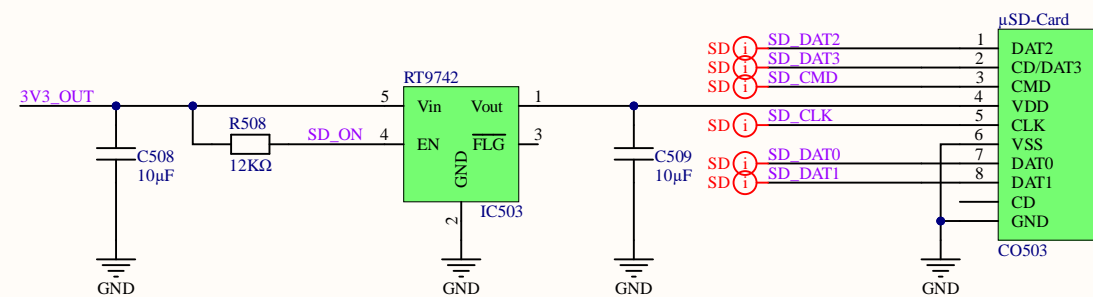 µSD-Card
SD i SD_DAT2 1 DAT2
SD i SD_DAT3 2 CD/DAT3
SD i SD_CMD 3 CMD
RT9742
3V3_OUT 5 Vin Vout 1 4 VDD
R508 SD i SD_CLK 5 CLK
SD_ON 4 EN FLG 3 6 VSS
12KΩ
C508
10µF
GND
C509
10µF
SD i SD_DAT0 7 DAT0
SD i SD_DAT1 8 DAT1
CD
2 IC503
GND
CO503
GND GND GND GND